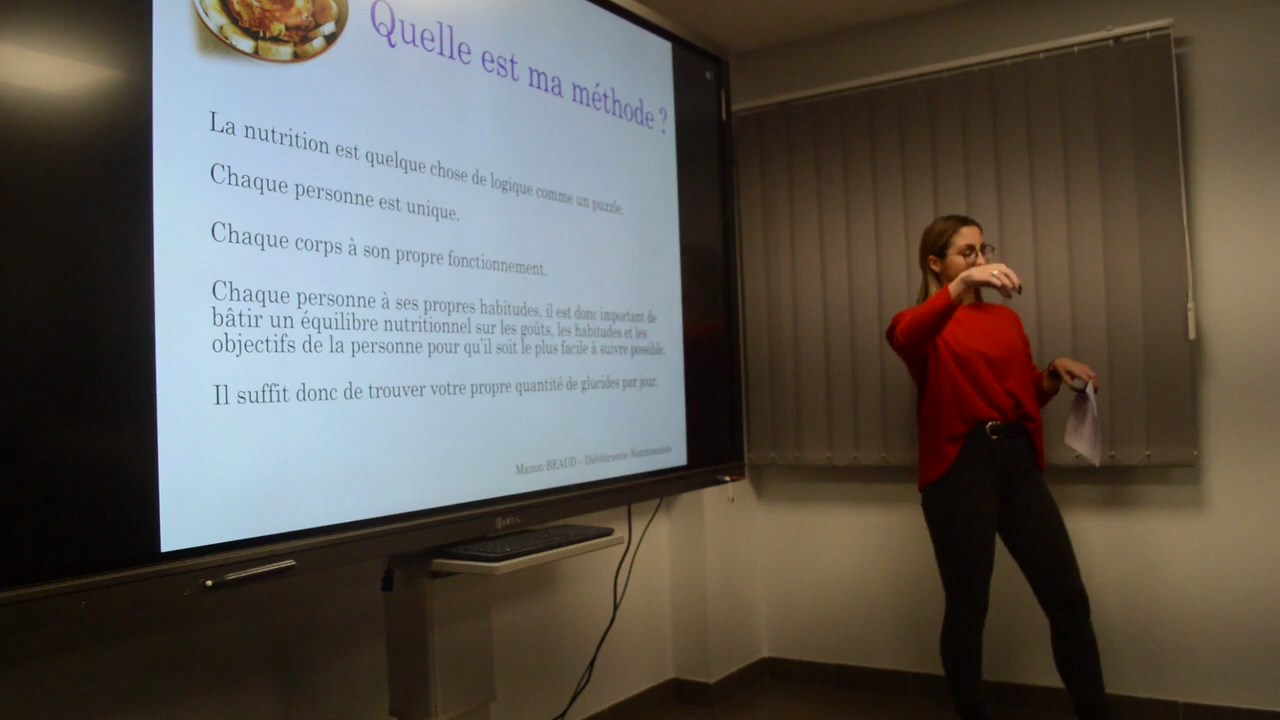 Quelle est ma méthode ?
La nutrition est quelque chose de logique comme un puzzle.
Chaque personne est unique.
Chaque corps à son propre fonctionnement.
Chaque personne à ses propres habitudes, il est donc important de
bâtir un équilibre nutritionnel sur les goûts, les habitudes et les
objectifs de la personne pour qu'il soit le plus facile à suivre possible.
Il suffit donc de trouver votre propre quantité de glucides par jour.
Manon BEAUD – Diététicienne Nutritionniste